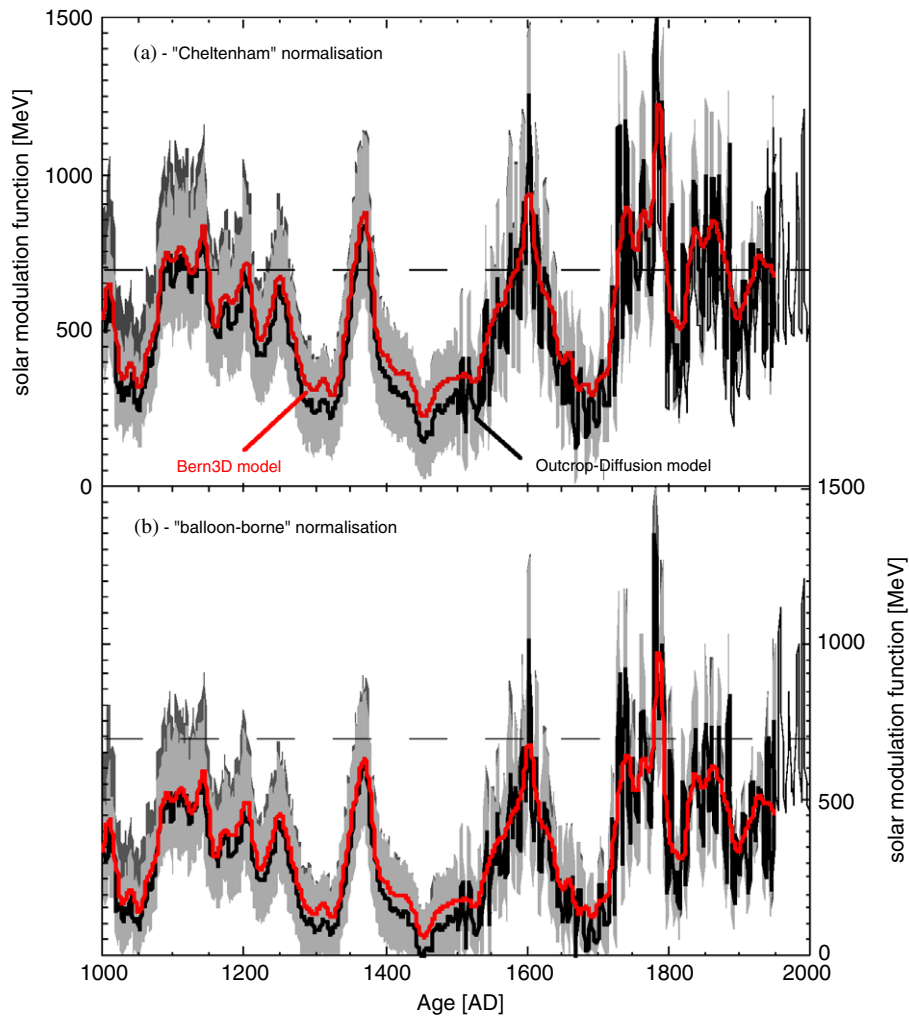 1500
(a) - "Cheltenham" normalisation
solar modulation function [MeV]
1000
500
Bern3D model
Outcrop-Diffusion model
0
1500
(b) - "balloon-borne" normalisation
solar modulation function [MeV]
1000
500
0
1000 1200 1400 1600 1800 2000
Age [AD]